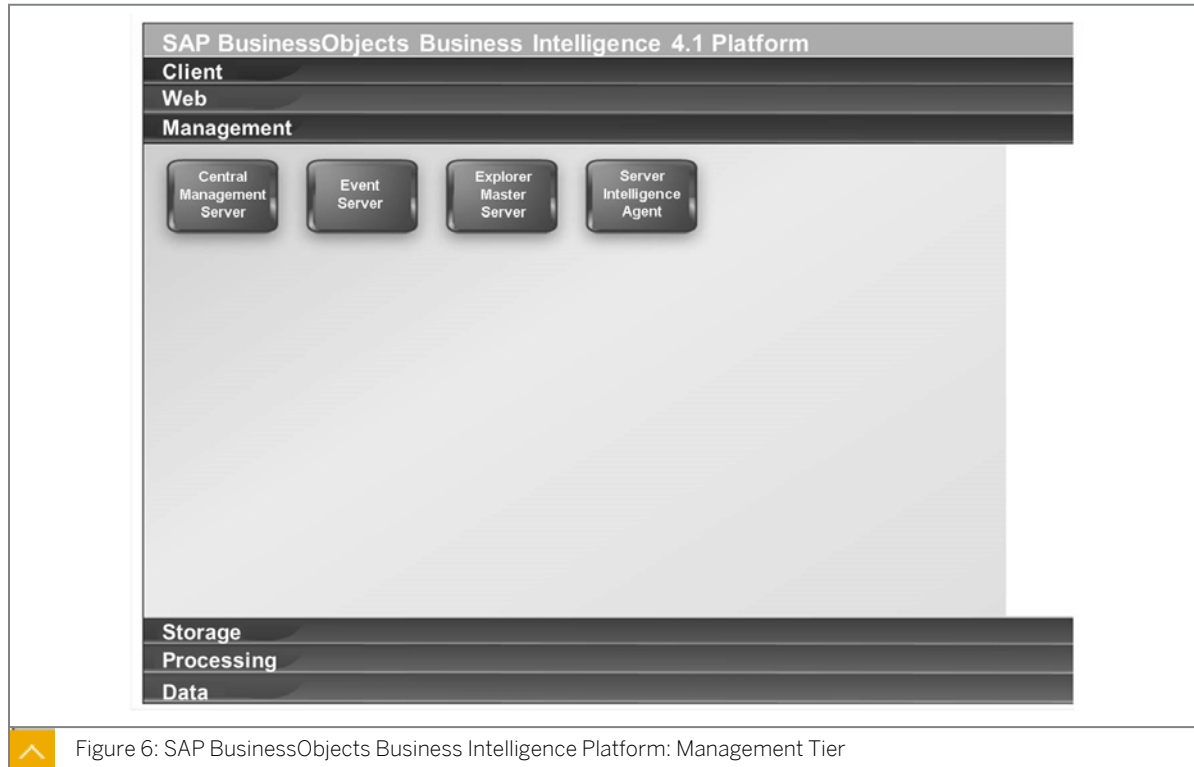 SAP BusinessObjects Business Intelligence 4.1 Platform
Client
Web
Management
Central
Management
Server
Event
Server
Explorer
Master
Server
Server
Intelligence
Agent
Storage
Processing
Data
Figure 6: SAP BusinessObjects Business Intelligence Platform: Management Tier